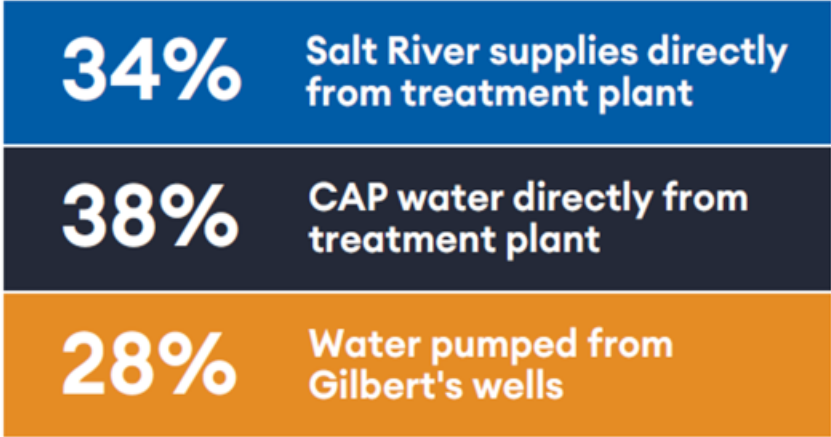 34%
Salt River supplies directly
from treatment plant
38%
CAP water directly from
treatment plant
28%
Water pumped from
Gilbert's wells